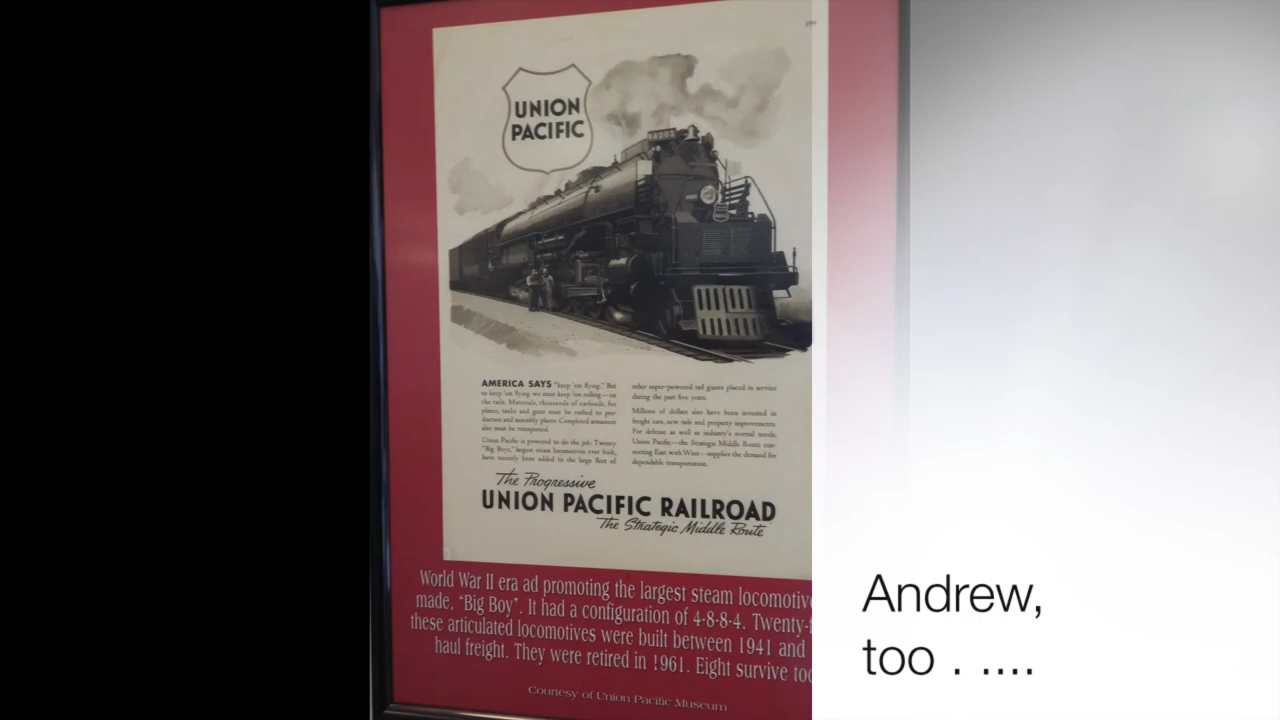 UNION
PACIFIC
AMERICA SAYS "keep 'em flying." But
to keep 'em flying we must keep 'em rolling—on
the rails. Materials, thousands of carloads, for
planes, tanks and guns must be rushed to pro-
duction and assembly plants. Completed armament
also must be transported.
Union Pacific is powered to do the job. Twenty
"Big Boys," largest steam locomotives ever built,
have recently been added to the large fleet of
other super-powered rail giants placed in service
during the past five years.
Millions of dollars also have been invested in
freight cars, new rails and property improvements.
For defense as well as industry's normal needs,
Union Pacific—the Strategic Middle Route con-
necting East with West—supplies the demand for
dependable transportation.
The Progressive
UNION PACIFIC RAILROAD
The Strategic Middle Route
World War II era ad promoting the largest steam locomotive
made, "Big Boy". It had a configuration of 4-8-8-4. Twenty-
these articulated locomotives were built between 1941 and
haul freight. They were retired in 1961. Eight survive
Courtesy of Union Pacific Museum
Andrew,
too . ....